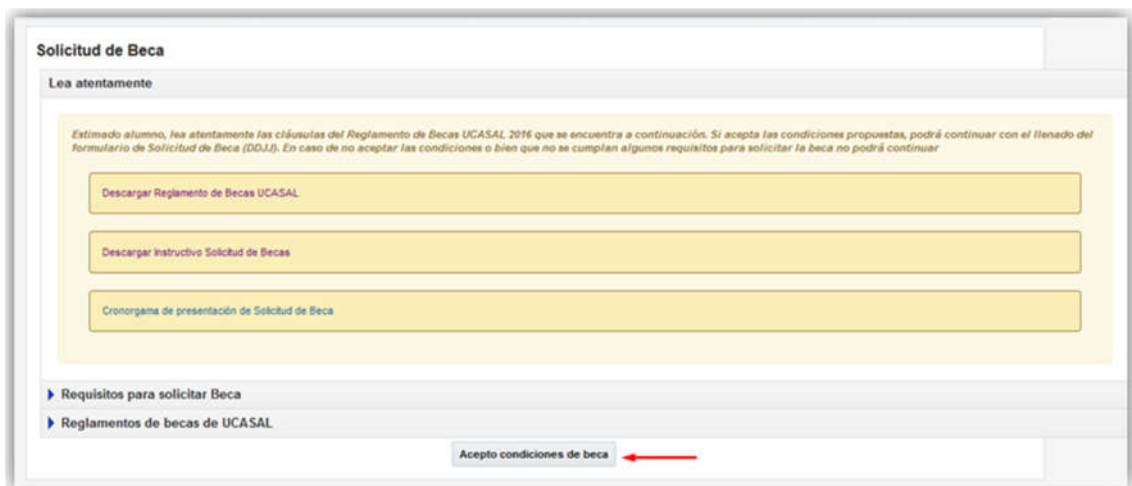 Solicitud de Beca
Lea atentamente
Estimado alumno, lea atentamente las cláusulas del Reglamento de Becas UCASAL 2016 que se encuentra a continuación. Si acepta las condiciones propuestas, podrá continuar con el llenado del
formulario de Solicitud de Beca (DDJJ). En caso de no aceptar las condiciones o bien que no se cumplan algunos requisitos para solicitar la beca no podrá continuar
Descargar Reglamento de Becas UCASAL
Descargar Instructivo Solicitud de Becas
Cronorgama de presentación de Solicitud de Beca
Requisitos para solicitar Beca
Reglamentos de becas de UCASAL
Acepto condiciones de beca